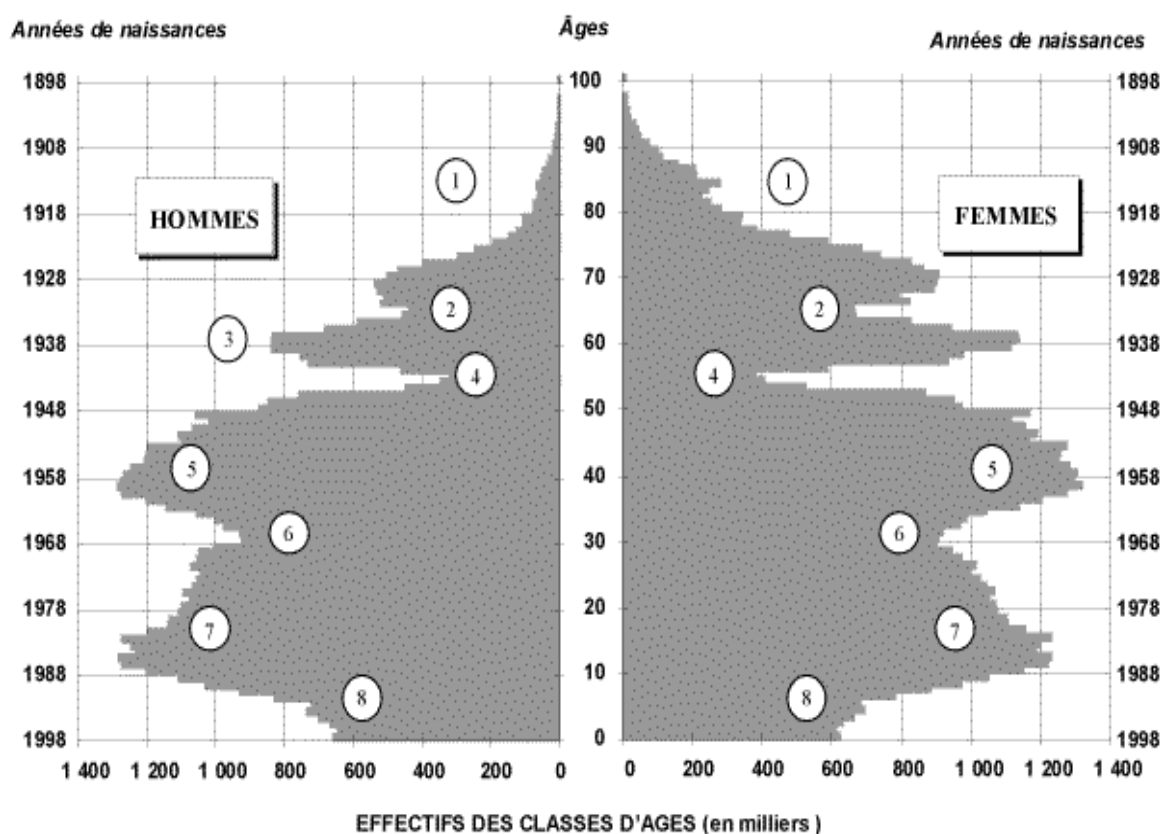 Années de naissances Âges Années de naissances
1898 100 1898
1908 90 1908
1 1
HOMMES FEMMES
1918 80 1918
1928 70 1928
2 2
3
1938 60 1938
4 4
1948 50 1948
5 5
1958 40 1958
6 6
1968 30 1968
1978 20 1978
7 7
1988 10 1988
8 8
1998 0 1998
1 400 1 200 1 000 800 600 400 200 0 0 200 400 600 800 1 000 1 200 1 400
EFFECTIFS DES CLASSES D'AGES (en milliers )